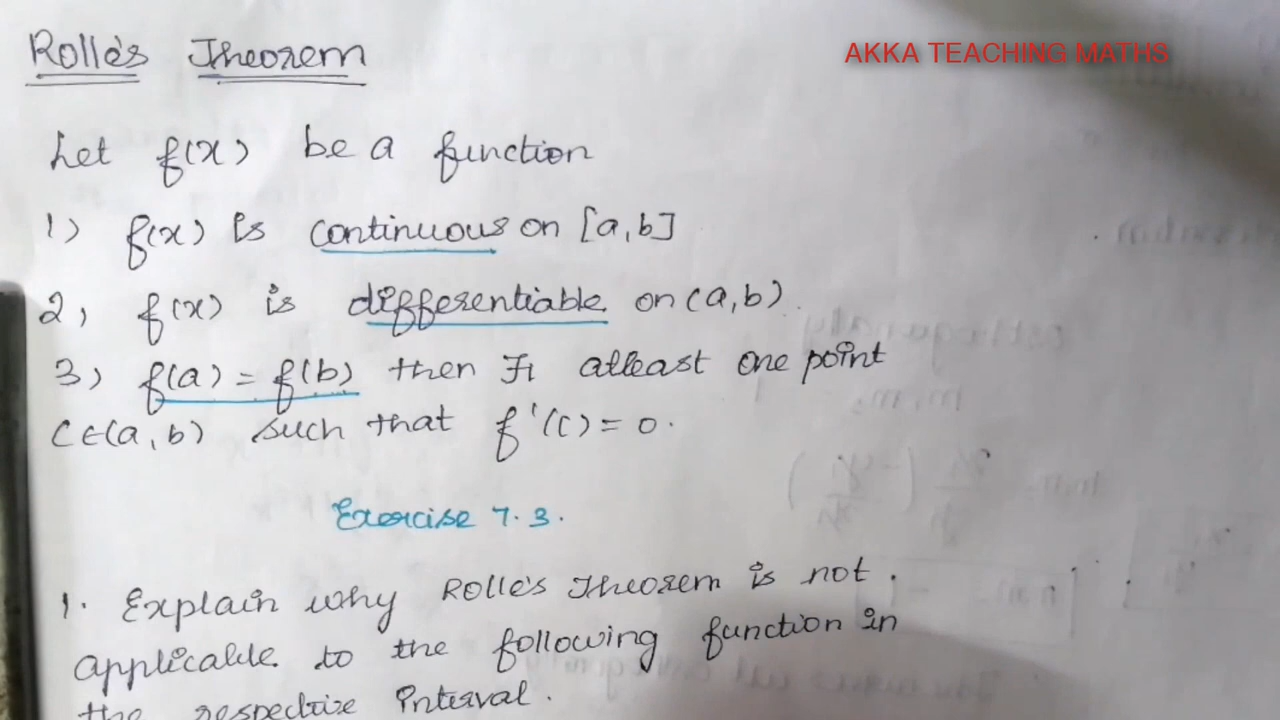 Rolle's Theorem
AKKA TEACHING MATHS
Let f(x) be a function
1) f(x) is continuous on [a,b]
2) f(x) is differentiable on (a,b)
3) f(a) = f(b) then ∃ atleast one point
c∈(a,b) such that f'(c)=0.
Exercise 7.3.
1. Explain why Rolle's Theorem is not
applicable to the following function in
the respective interval.